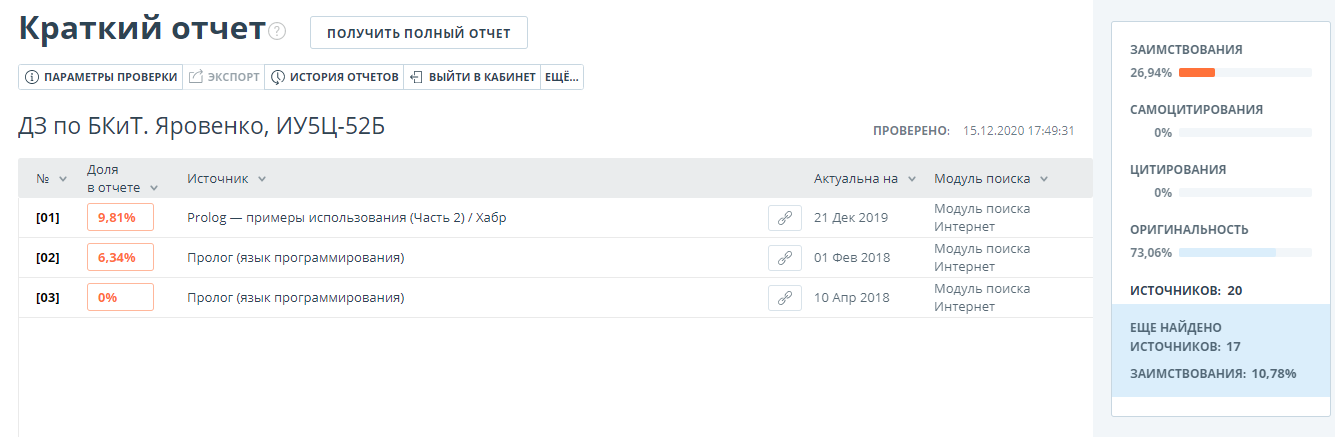 Краткий отчет
?
ПОЛУЧИТЬ ПОЛНЫЙ ОТЧЕТ
ПАРАМЕТРЫ ПРОВЕРКИ
ЭКСПОРТ
ИСТОРИЯ ОТЧЕТОВ
ВЫЙТИ В КАБИНЕТ
ЕЩЁ...
ДЗ по БКиТ. Яровенко, ИУ5Ц-52Б
ПРОВЕРЕНО: 15.12.2020 17:49:31
№
Доля
в отчете
Источник
Актуальна на
Модуль поиска
[01]
9,81%
Prolog — примеры использования (Часть 2) / Хабр
21 Дек 2019
Модуль поиска
Интернет
[02]
6,34%
Пролог (язык программирования)
01 Фев 2018
Модуль поиска
Интернет
[03]
0%
Пролог (язык программирования)
10 Апр 2018
Модуль поиска
Интернет
ЗАИМСТВОВАНИЯ
26,94%
САМОЦИТИРОВАНИЯ
0%
ЦИТИРОВАНИЯ
0%
ОРИГИНАЛЬНОСТЬ
73,06%
ИСТОЧНИКОВ: 20
ЕЩЕ НАЙДЕНО
ИСТОЧНИКОВ: 17
ЗАИМСТВОВАНИЯ: 10,78%